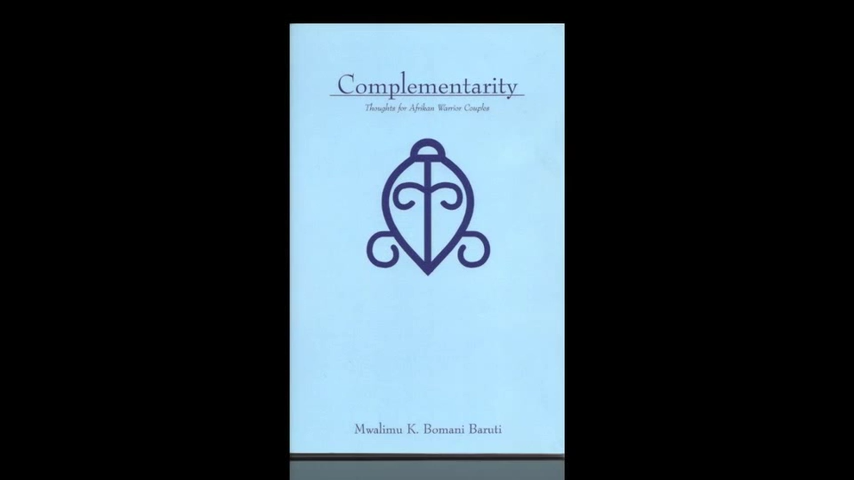 Complementarity
Thoughts for Afrikan Warrior Couples
Mwalimu K. Bomani Baruti